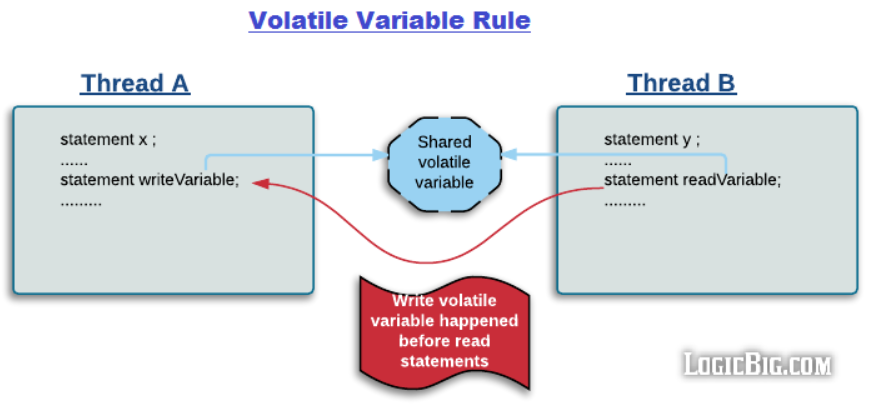 Volatile Variable Rule
Thread A
statement x ;
......
statement writeVariable;
.........
Shared
volatile
variable
Thread B
statement y ;
......
statement readVariable;
.........
Write volatile
variable happened
before read
statements
LogicBig.com